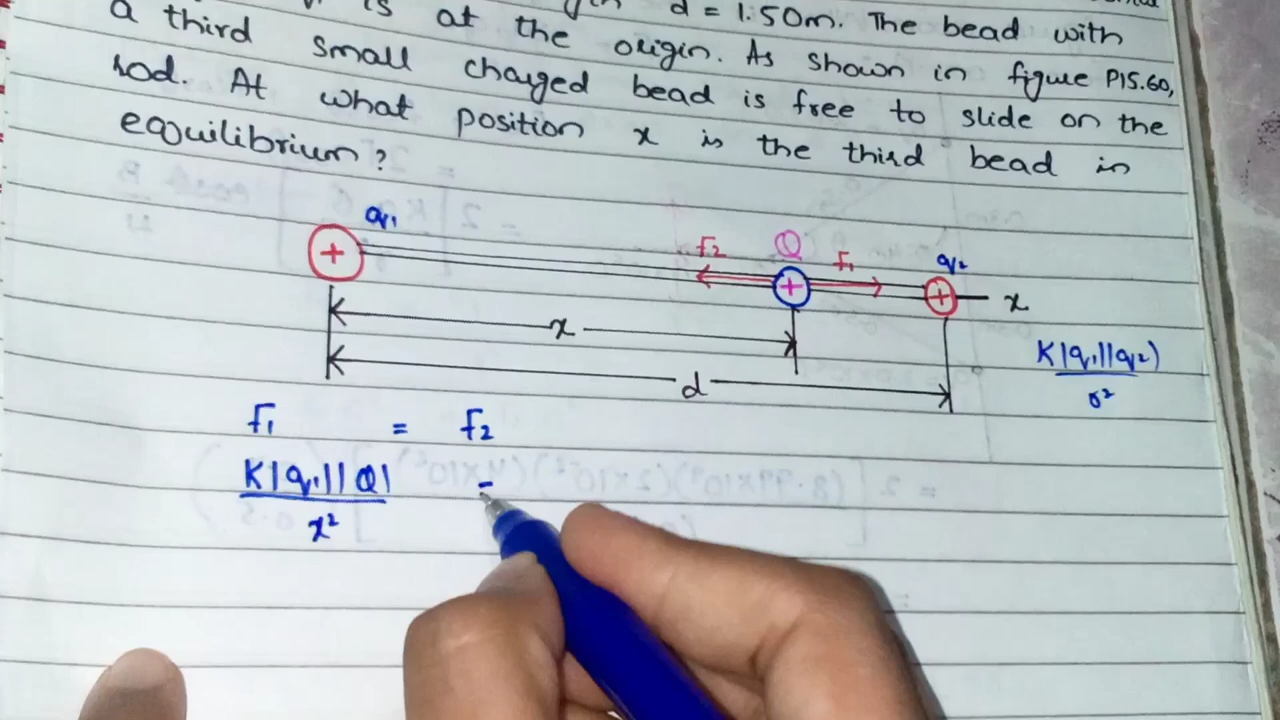 is at the origin. As shown in figure P15.60,
d = 1.50m. The bead with
a third small charged bead is free to slide on the
rod. At what position x is the third bead in
equilibrium?
q1
+
F2
Q
+
F1
q2
+
x
x
d
K|q1||q2|
r²
F1 = F2
K|q1||Q| =
x²